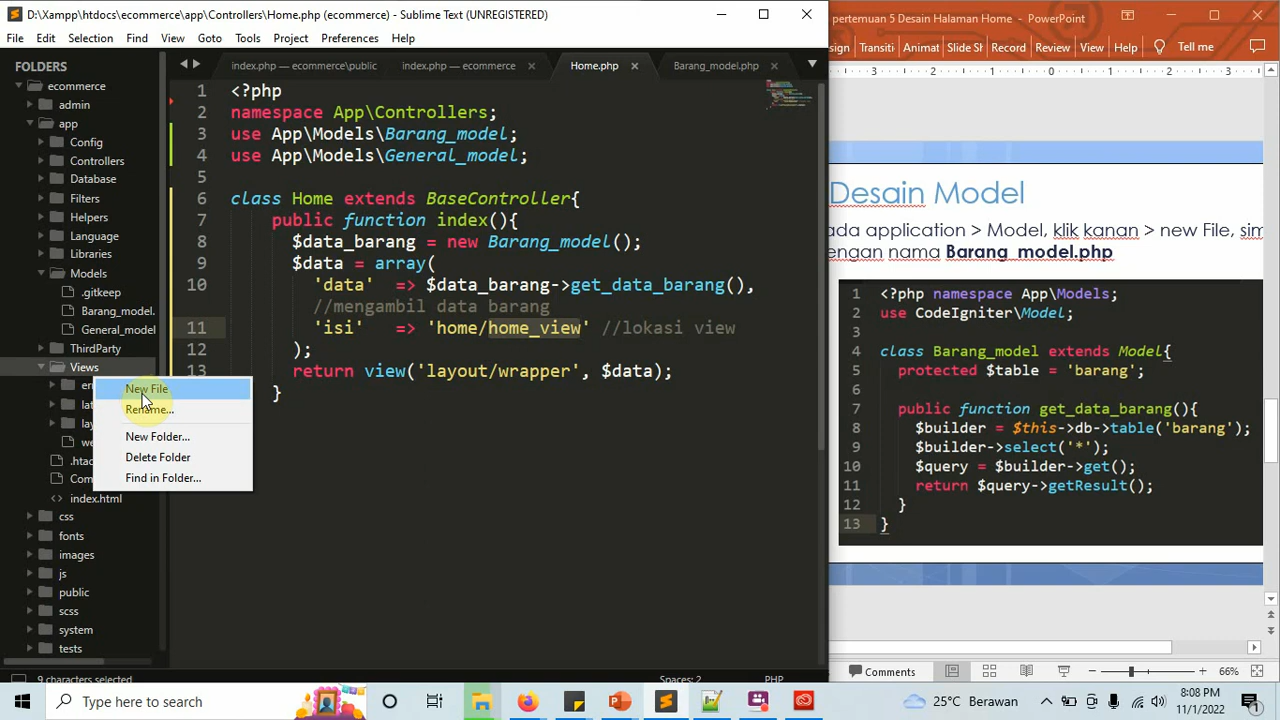 D:\Xampp\htdocs\ecommerce\app\Controllers\Home.php (ecommerce) - Sublime Text (UNREGISTERED)
File Edit Selection Find View Goto Tools Project Preferences Help
FOLDERS
ecommerce
admin
app
Config
Controllers
Database
Filters
Helpers
Language
Libraries
Models
.gitkeep
Barang_model.
General_model
ThirdParty
Views
index.html
css
fonts
images
js
public
scss
system
tests
New File
Rename...
New Folder...
Delete Folder
Find in Folder...
index.php — ecommerce\public index.php — ecommerce Home.php Barang_model.php
1 <?php
2 namespace App\Controllers;
3 use App\Models\Barang_model;
4 use App\Models\General_model;
5
6 class Home extends BaseController{
7 public function index(){
8 $data_barang = new Barang_model();
9 $data = array(
10 'data' => $data_barang->get_data_barang(),
//mengambil data barang
11 'isi' => 'home/home_view' //lokasi view
12 );
13 return view('layout/wrapper', $data);
}
9 characters selected Spaces: 2 PHP
pertemuan 5 Desain Halaman Home - PowerPoint
sign Transiti Animat Slide Sh Record Review View Help Tell me
3 2 1 0 1 2 3
Desain Model
ada application > Model, klik kanan > new File, sim
engan nama Barang_model.php
1 <?php namespace App\Models;
2 use CodeIgniter\Model;
3
4 class Barang_model extends Model{
5 protected $table = 'barang';
6
7 public function get_data_barang(){
8 $builder = $this->db->table('barang');
9 $builder->select('*');
10 $query = $builder->get();
11 return $query->getResult();
12 }
13 }
Comments 66%
Type here to search
25°C Berawan
8:08 PM
11/1/2022